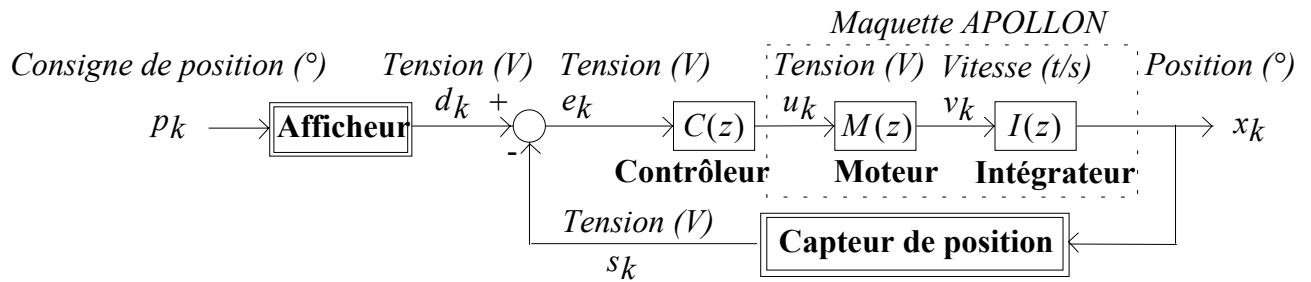 Maquette APOLLON
Consigne de position (°) Tension (V) Tension (V) Tension (V) Vitesse (t/s) Position (°)
p_k Afficheur d_k + - e_k C(z) u_k M(z) v_k I(z) x_k
Contrôleur Moteur Intégrateur
Tension (V) Capteur de position
s_k